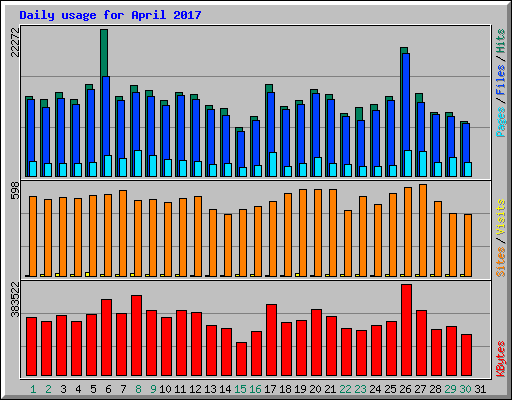 Daily usage for April 2017
22272
Pages / Files / Hits
598
Sites / Visits
383522
KBytes
1 2 3 4 5 6 7 8 9 10 11 12 13 14 15 16 17 18 19 20 21 22 23 24 25 26 27 28 29 30 31